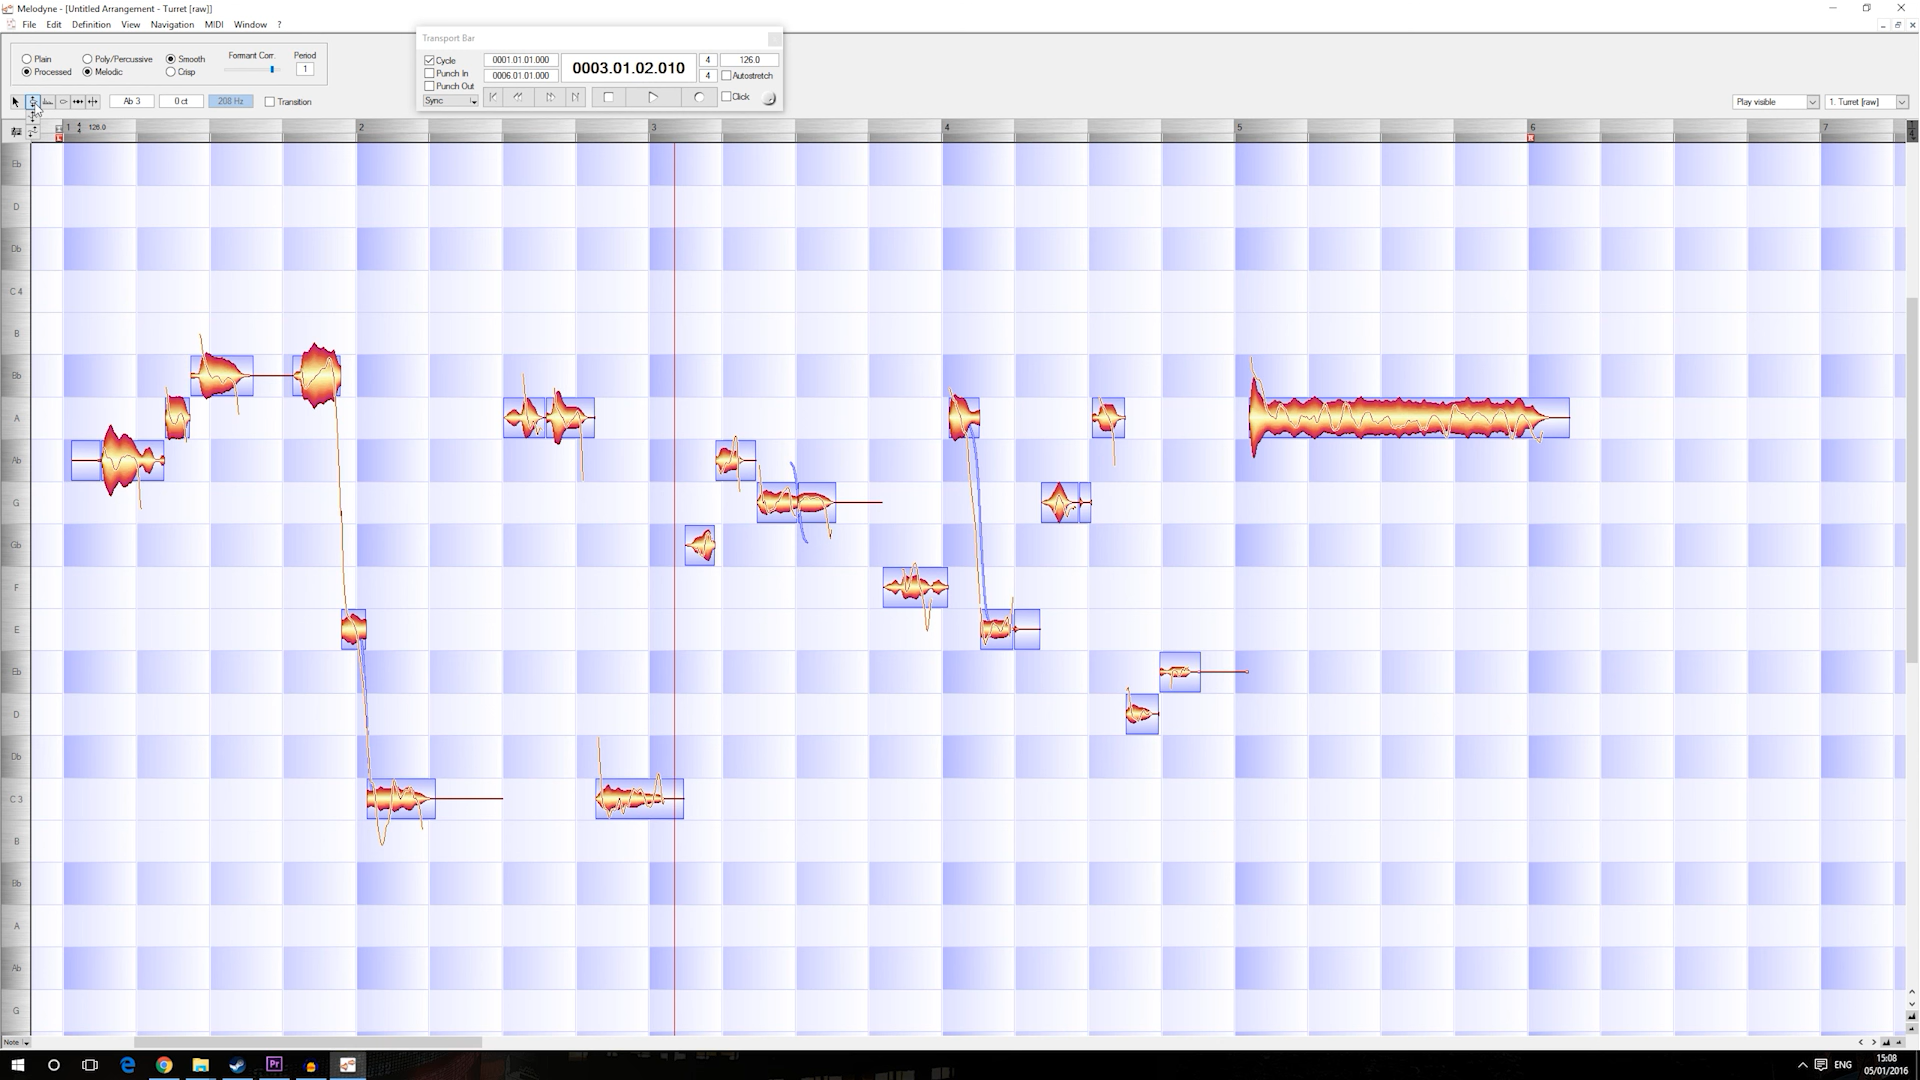 Melodyne - [Untitled Arrangement - Turret [raw]]
File Edit Definition View Navigation MIDI Window ?
Transport Bar
Plain Poly/Percussive Smooth Formant Corr. Period
Processed Melodic Crisp 1
Cycle 0001.01.01.000 0003.01.02.010 4 126.0
Punch In 0006.01.01.000 4 Autostretch
Punch Out
Sync Click
Ab 3 0 ct 208 Hz Transition
Play visible 1. Turret [raw]
1 4 4 126.0 2 3 4 5 6 7
Eb
D
Db
C 4
B
Bb
A
Ab
G
Gb
F
E
Eb
D
Db
C 3
B
Bb
A
Ab
G
Note
Pr
ENG
15:08
05/01/2016